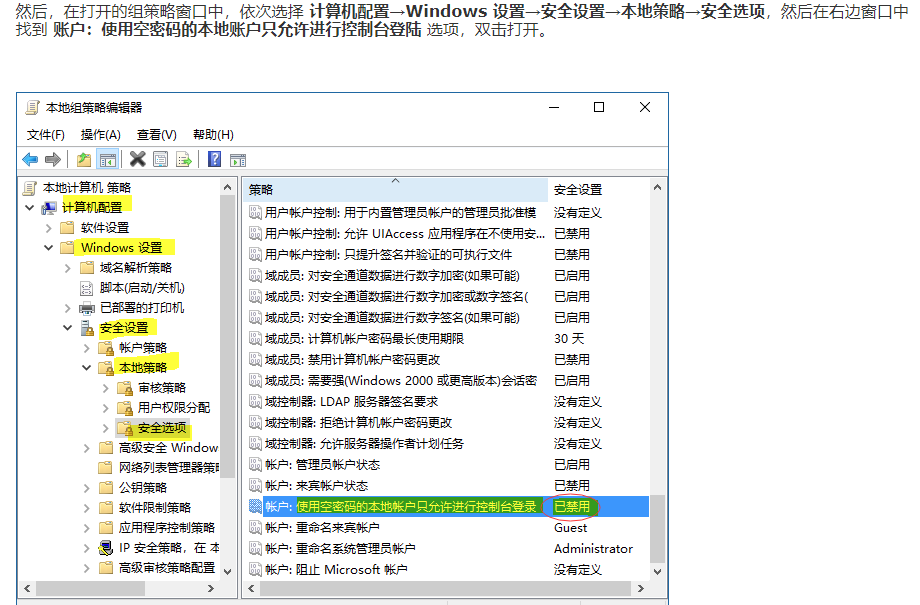 然后，在打开的组策略窗口中，依次选择 计算机配置→Windows 设置→安全设置→本地策略→安全选项，然后在右边窗口中
找到 账户：使用空密码的本地账户只允许进行控制台登陆 选项，双击打开。
本地组策略编辑器
文件(F) 操作(A) 查看(V) 帮助(H)
本地计算机 策略
计算机配置
软件设置
Windows 设置
域名解析策略
脚本(启动/关机)
已部署的打印机
安全设置
帐户策略
本地策略
审核策略
用户权限分配
安全选项
高级安全 Window
网络列表管理器策略
公钥策略
软件限制策略
应用程序控制策略
IP 安全策略，在 本
高级审核策略配置
策略 安全设置
用户帐户控制: 用于内置管理员帐户的管理员批准模 没有定义
用户帐户控制: 允许 UIAccess 应用程序在不使用安... 已禁用
用户帐户控制: 只提升签名并验证的可执行文件 已禁用
域成员: 对安全通道数据进行数字加密(如果可能) 已启用
域成员: 对安全通道数据进行数字加密或数字签名( 已启用
域成员: 对安全通道数据进行数字签名(如果可能) 已启用
域成员: 计算机帐户密码最长使用期限 30 天
域成员: 禁用计算机帐户密码更改 已禁用
域成员: 需要强(Windows 2000 或更高版本)会话密 已启用
域控制器: LDAP 服务器签名要求 没有定义
域控制器: 拒绝计算机帐户密码更改 没有定义
域控制器: 允许服务器操作者计划任务 没有定义
帐户: 管理员帐户状态 已启用
帐户: 来宾帐户状态 已禁用
帐户: 使用空密码的本地帐户只允许进行控制台登录 已禁用
帐户: 重命名来宾帐户 Guest
帐户: 重命名系统管理员帐户 Administrator
帐户: 阻止 Microsoft 帐户 没有定义